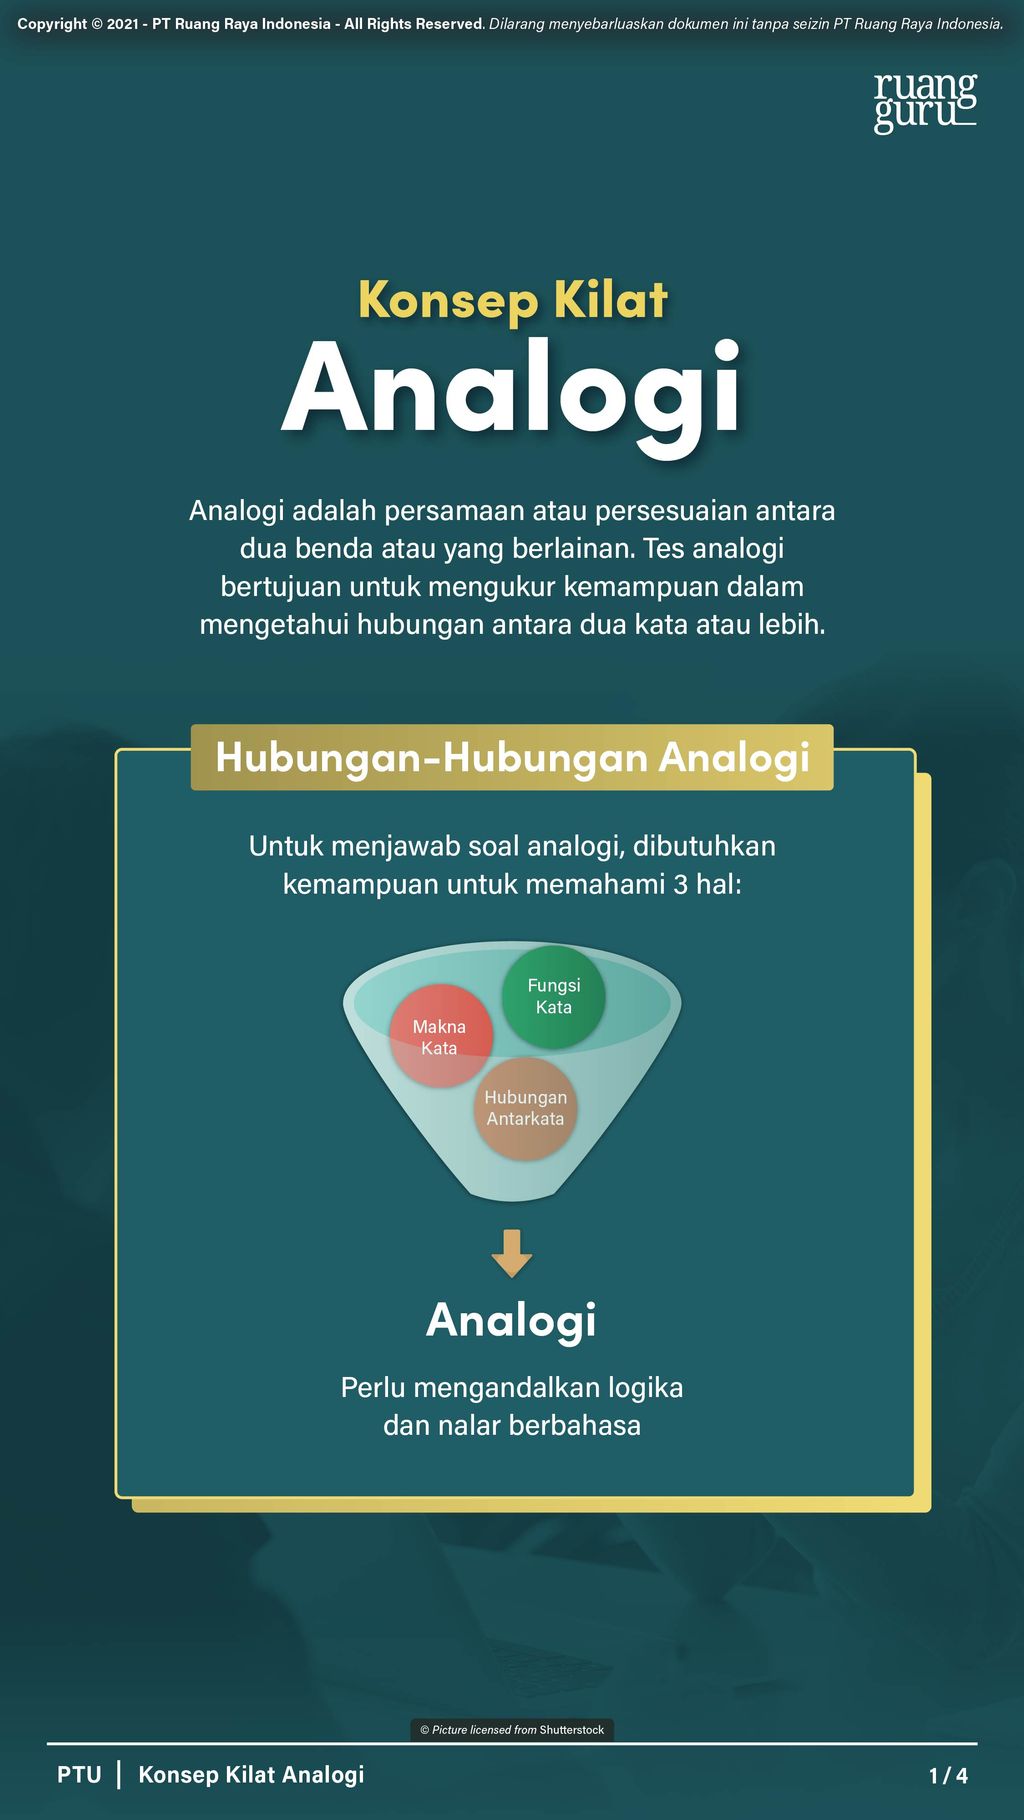 Copyright © 2021 - PT Ruang Raya Indonesia - All Rights Reserved. Dilarang menyebarluaskan dokumen ini tanpa seizin PT Ruang Raya Indonesia.
ruang
guru_
Konsep Kilat
Analogi
Analogi adalah persamaan atau persesuaian antara
dua benda atau yang berlainan. Tes analogi
bertujuan untuk mengukur kemampuan dalam
mengetahui hubungan antara dua kata atau lebih.
Hubungan-Hubungan Analogi
Untuk menjawab soal analogi, dibutuhkan
kemampuan untuk memahami 3 hal:
Fungsi
Kata
Makna
Kata
Hubungan
Antarkata
Analogi
Perlu mengandalkan logika
dan nalar berbahasa
© Picture licensed from Shutterstock
PTU | Konsep Kilat Analogi
1 / 4